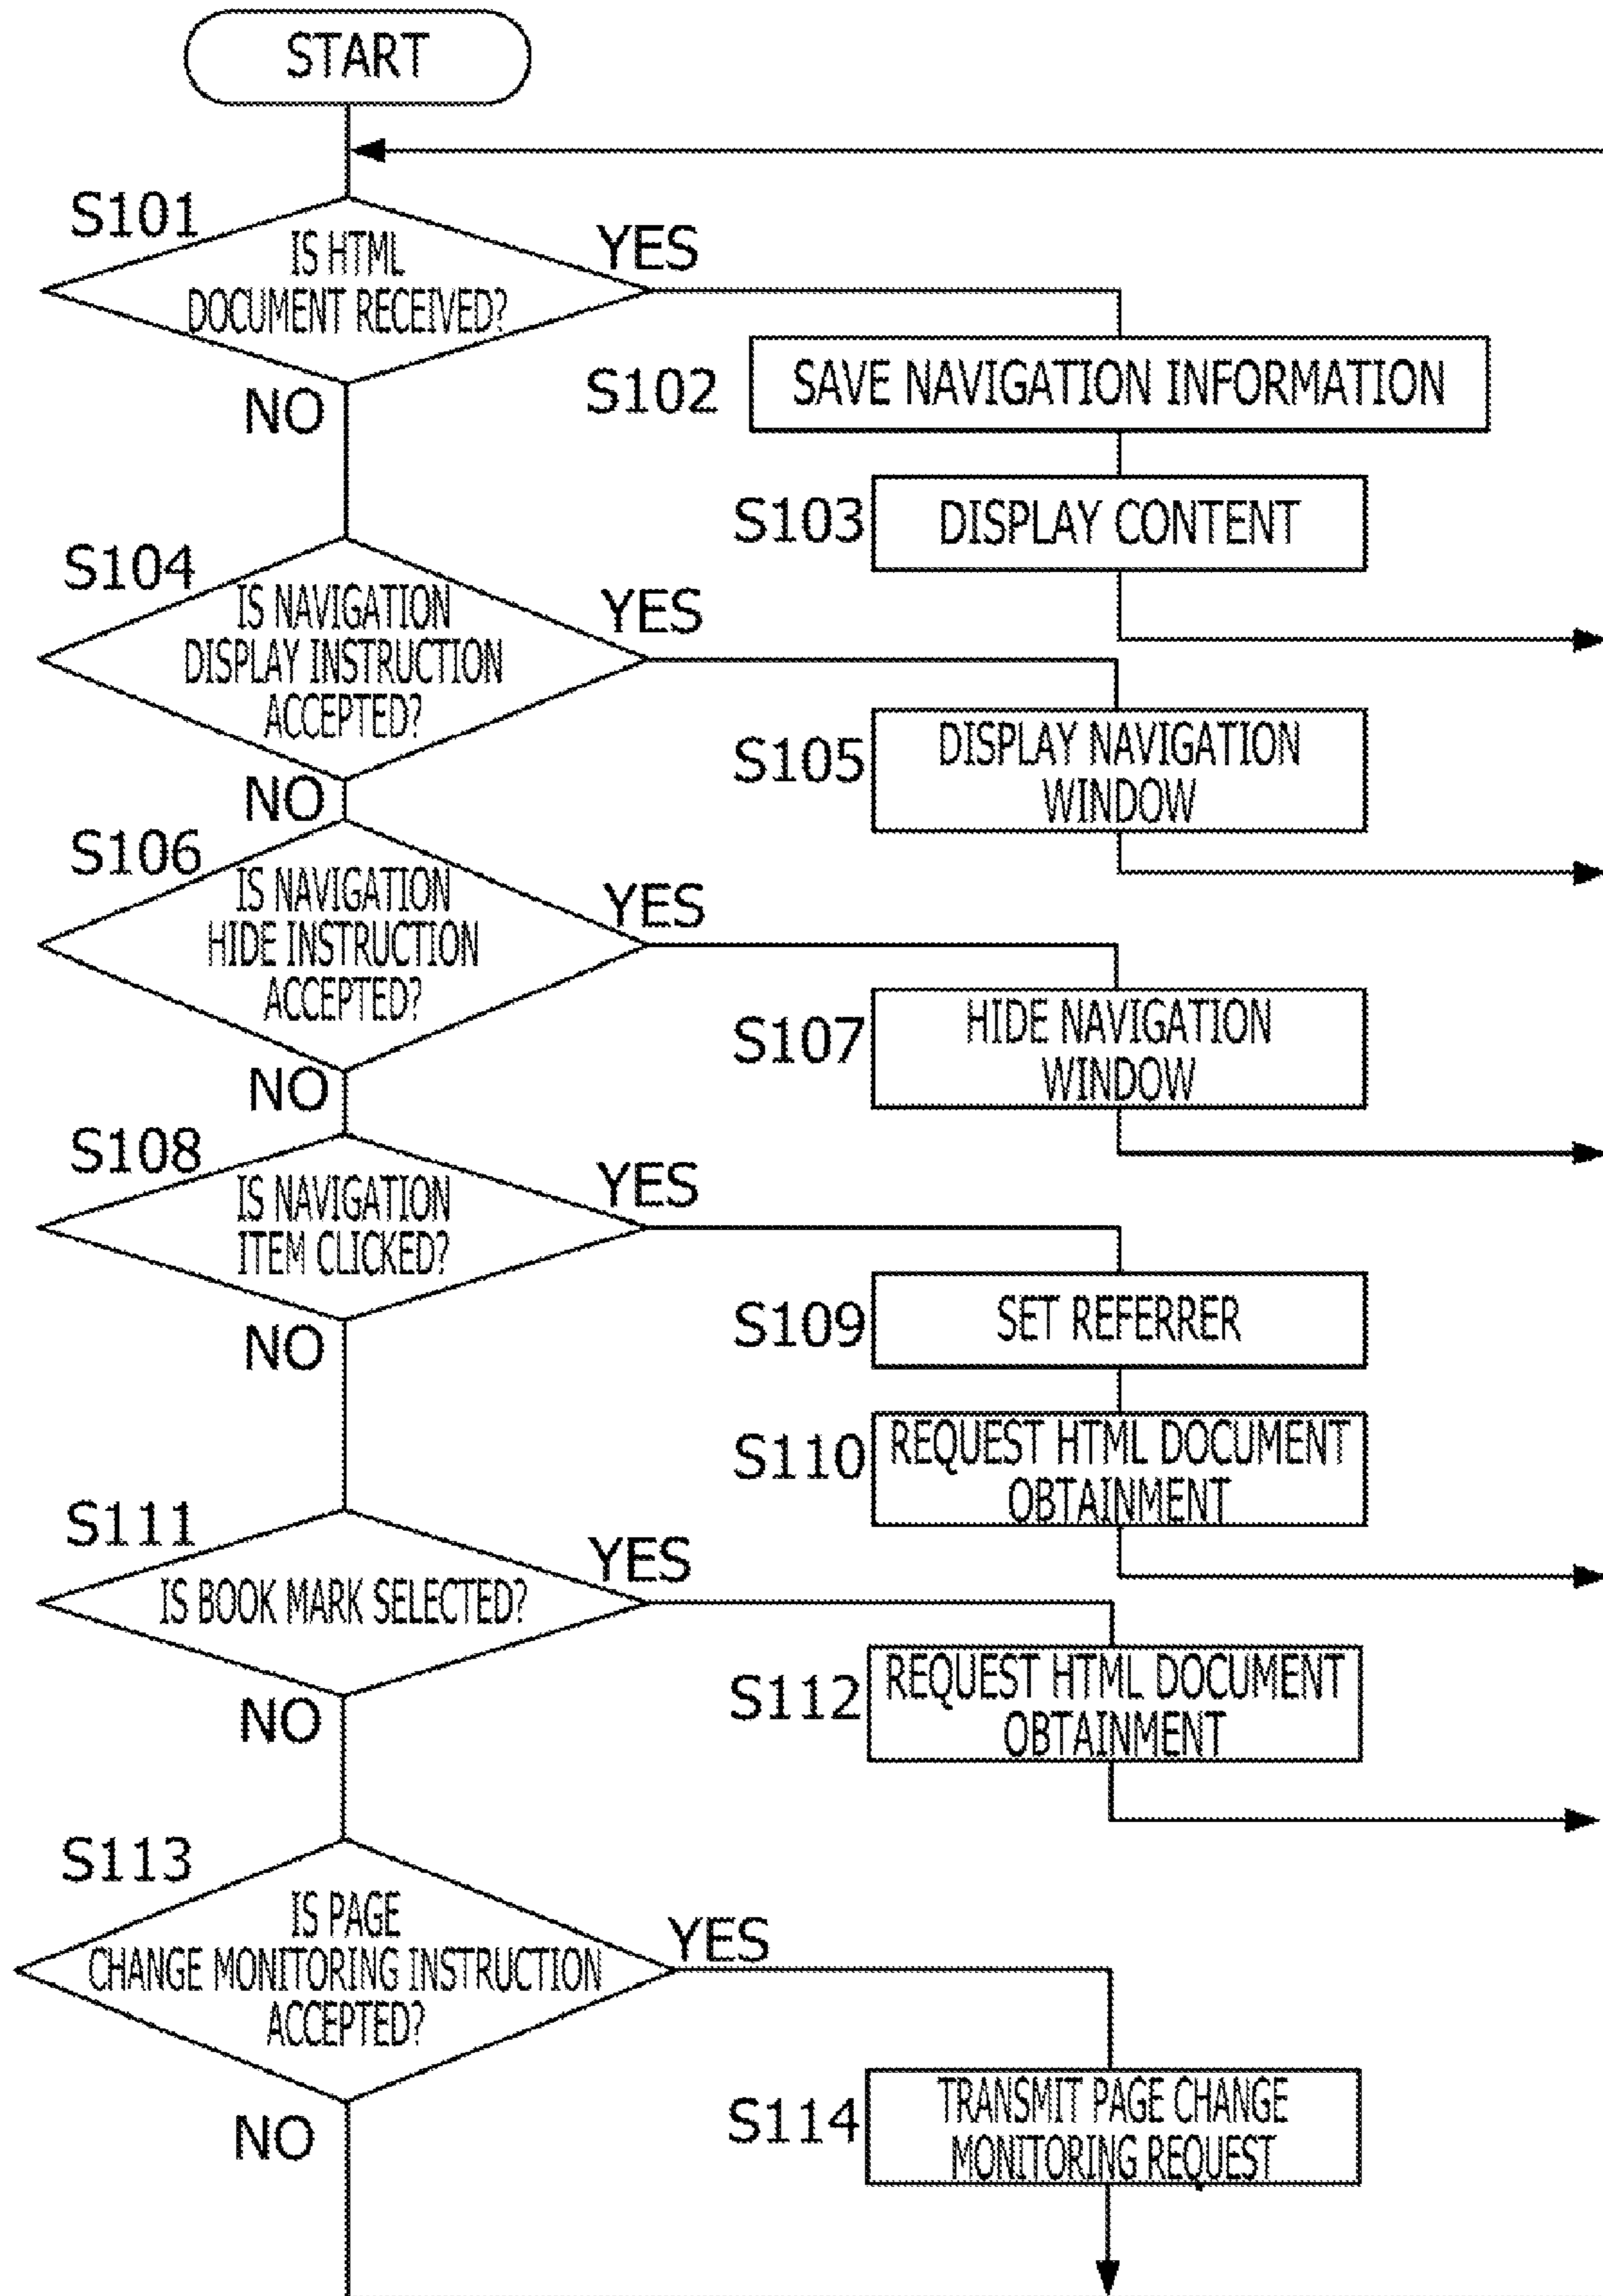 START
S101
IS HTML
DOCUMENT RECEIVED?
YES
NO
S102
SAVE NAVIGATION INFORMATION
S103
DISPLAY CONTENT
S104
IS NAVIGATION
DISPLAY INSTRUCTION
ACCEPTED?
YES
NO
S105
DISPLAY NAVIGATION
WINDOW
S106
IS NAVIGATION
HIDE INSTRUCTION
ACCEPTED?
YES
NO
S107
HIDE NAVIGATION
WINDOW
S108
IS NAVIGATION
ITEM CLICKED?
YES
NO
S109
SET REFERRER
S110
REQUEST HTML DOCUMENT
OBTAINMENT
S111
IS BOOK MARK SELECTED?
YES
NO
S112
REQUEST HTML DOCUMENT
OBTAINMENT
S113
IS PAGE
CHANGE MONITORING INSTRUCTION
ACCEPTED?
YES
NO
S114
TRANSMIT PAGE CHANGE
MONITORING REQUEST